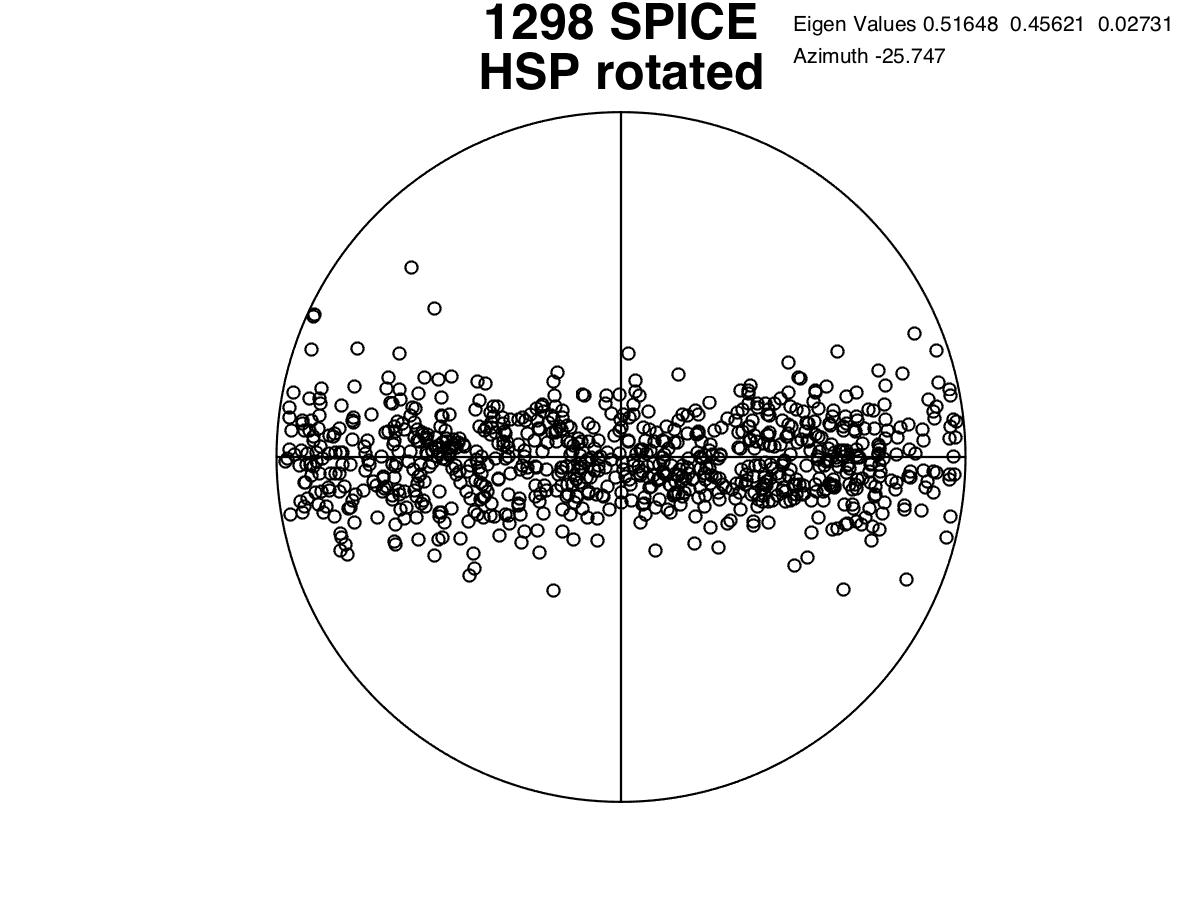 1298 SPICE
HSP rotated
Eigen Values 0.51648  0.45621  0.02731
Azimuth -25.747